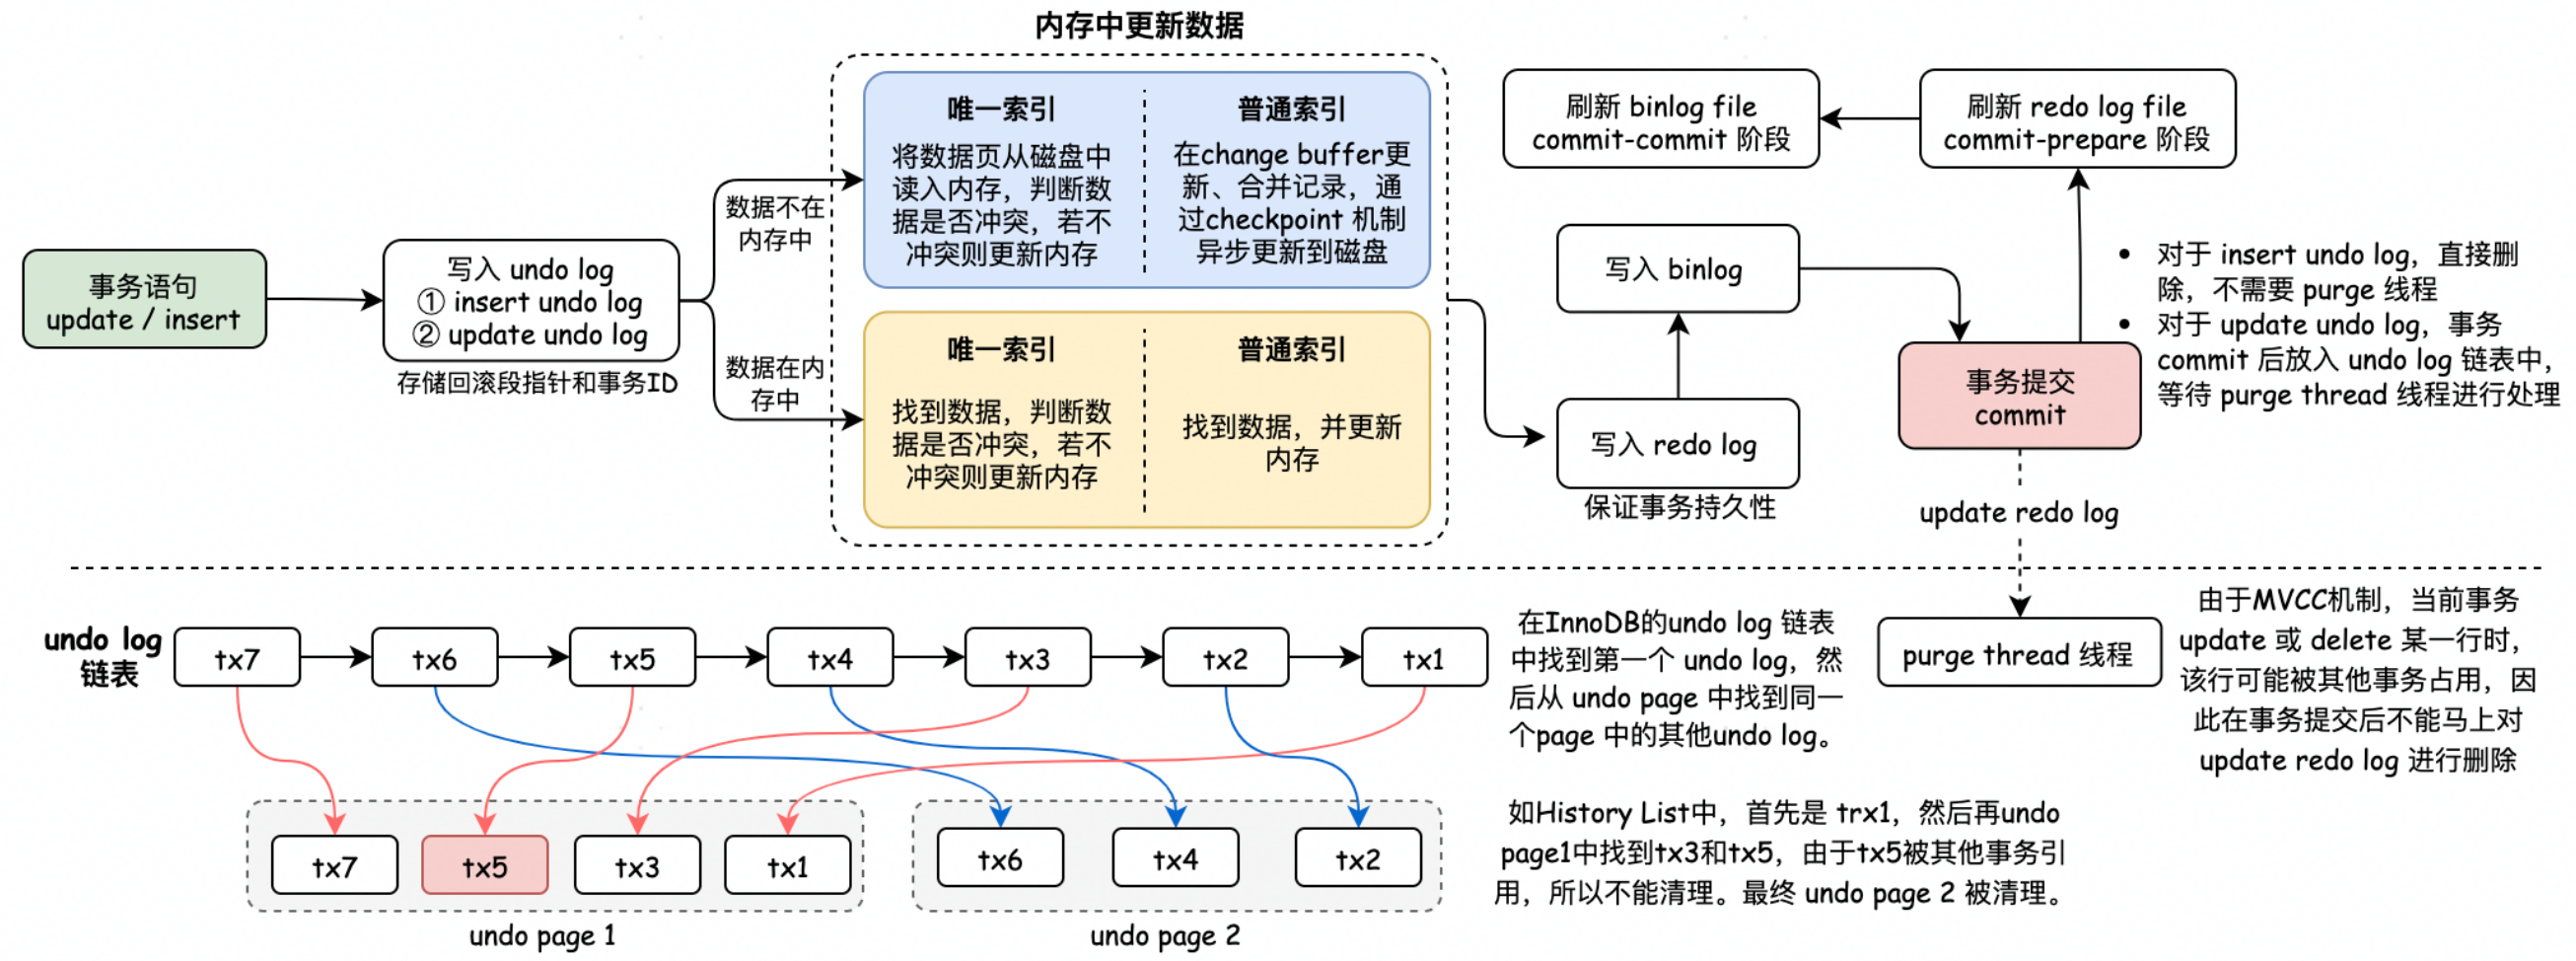 内存中更新数据
事务语句
update / insert
写入 undo log
① insert undo log
② update undo log
存储回滚段指针和事务ID
数据不在
内存中
数据在内
存中
唯一索引
将数据页从磁盘中
读入内存，判断数
据是否冲突，若不
冲突则更新内存
普通索引
在change buffer更
新、合并记录，通
过checkpoint 机制
异步更新到磁盘
唯一索引
找到数据，判断数
据是否冲突，若不
冲突则更新内存
普通索引
找到数据，并更新
内存
写入 redo log
保证事务持久性
写入 binlog
事务提交
commit
刷新 redo log file
commit-prepare 阶段
刷新 binlog file
commit-commit 阶段
• 对于 insert undo log，直接删
除，不需要 purge 线程
• 对于 update undo log，事务
commit 后放入 undo log 链表中，
等待 purge thread 线程进行处理
update redo log
purge thread 线程
由于MVCC机制，当前事务
update 或 delete 某一行时，
该行可能被其他事务占用，因
此在事务提交后不能马上对
update redo log 进行删除
undo log
链表
tx7
tx6
tx5
tx4
tx3
tx2
tx1
在InnoDB的undo log 链表
中找到第一个 undo log，然
后从 undo page 中找到同一
个page 中的其他undo log。
如History List中，首先是 trx1，然后再undo
page1中找到tx3和tx5，由于tx5被其他事务引
用，所以不能清理。最终 undo page 2 被清理。
tx7
tx5
tx3
tx1
undo page 1
tx6
tx4
tx2
undo page 2